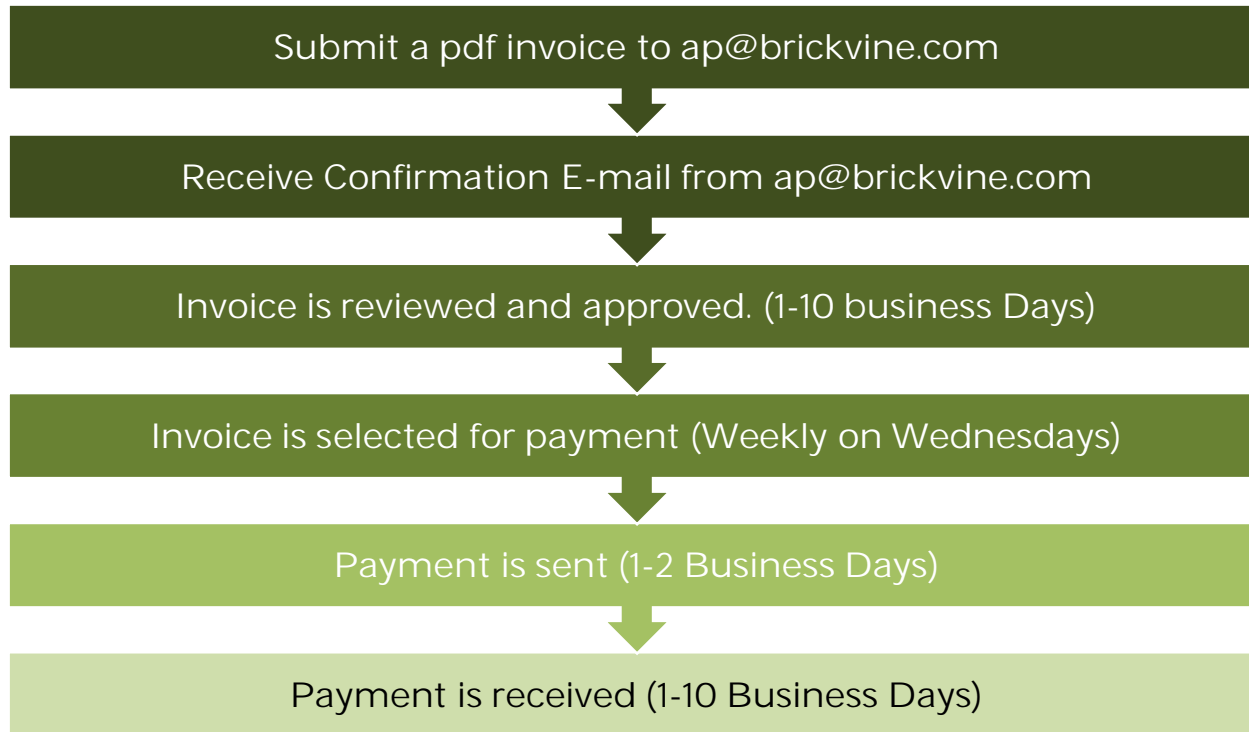 Submit a pdf invoice to ap@brickvine.com
Receive Confirmation E-mail from ap@brickvine.com
Invoice is reviewed and approved. (1-10 business Days)
Invoice is selected for payment (Weekly on Wednesdays)
Payment is sent (1-2 Business Days)
Payment is received (1-10 Business Days)